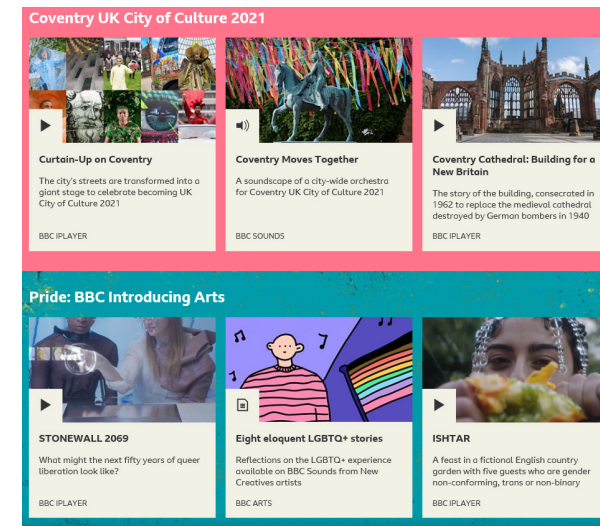 Coventry UK City of Culture 2021
Curtain-Up on Coventry
The city's streets are transformed into a
giant stage to celebrate becoming UK
City of Culture 2021
BBC IPLAYER
Coventry Moves Together
A soundscape of a city-wide orchestra
for Coventry UK City of Culture 2021
BBC SOUNDS
Coventry Cathedral: Building for a
New Britain
The story of the building, consecrated in
1962 to replace the medieval cathedral
destroyed by German bombers in 1940
BBC IPLAYER
Pride: BBC Introducing Arts
STONEWALL 2069
What might the next fifty years of queer
liberation look like?
BBC IPLAYER
Eight eloquent LGBTQ+ stories
Reflections on the LGBTQ+ experience
available on BBC Sounds from New
Creatives artists
BBC ARTS
ISHTAR
A feast in a fictional English country
garden with five guests who are gender
non-conforming, trans or non-binary
BBC IPLAYER